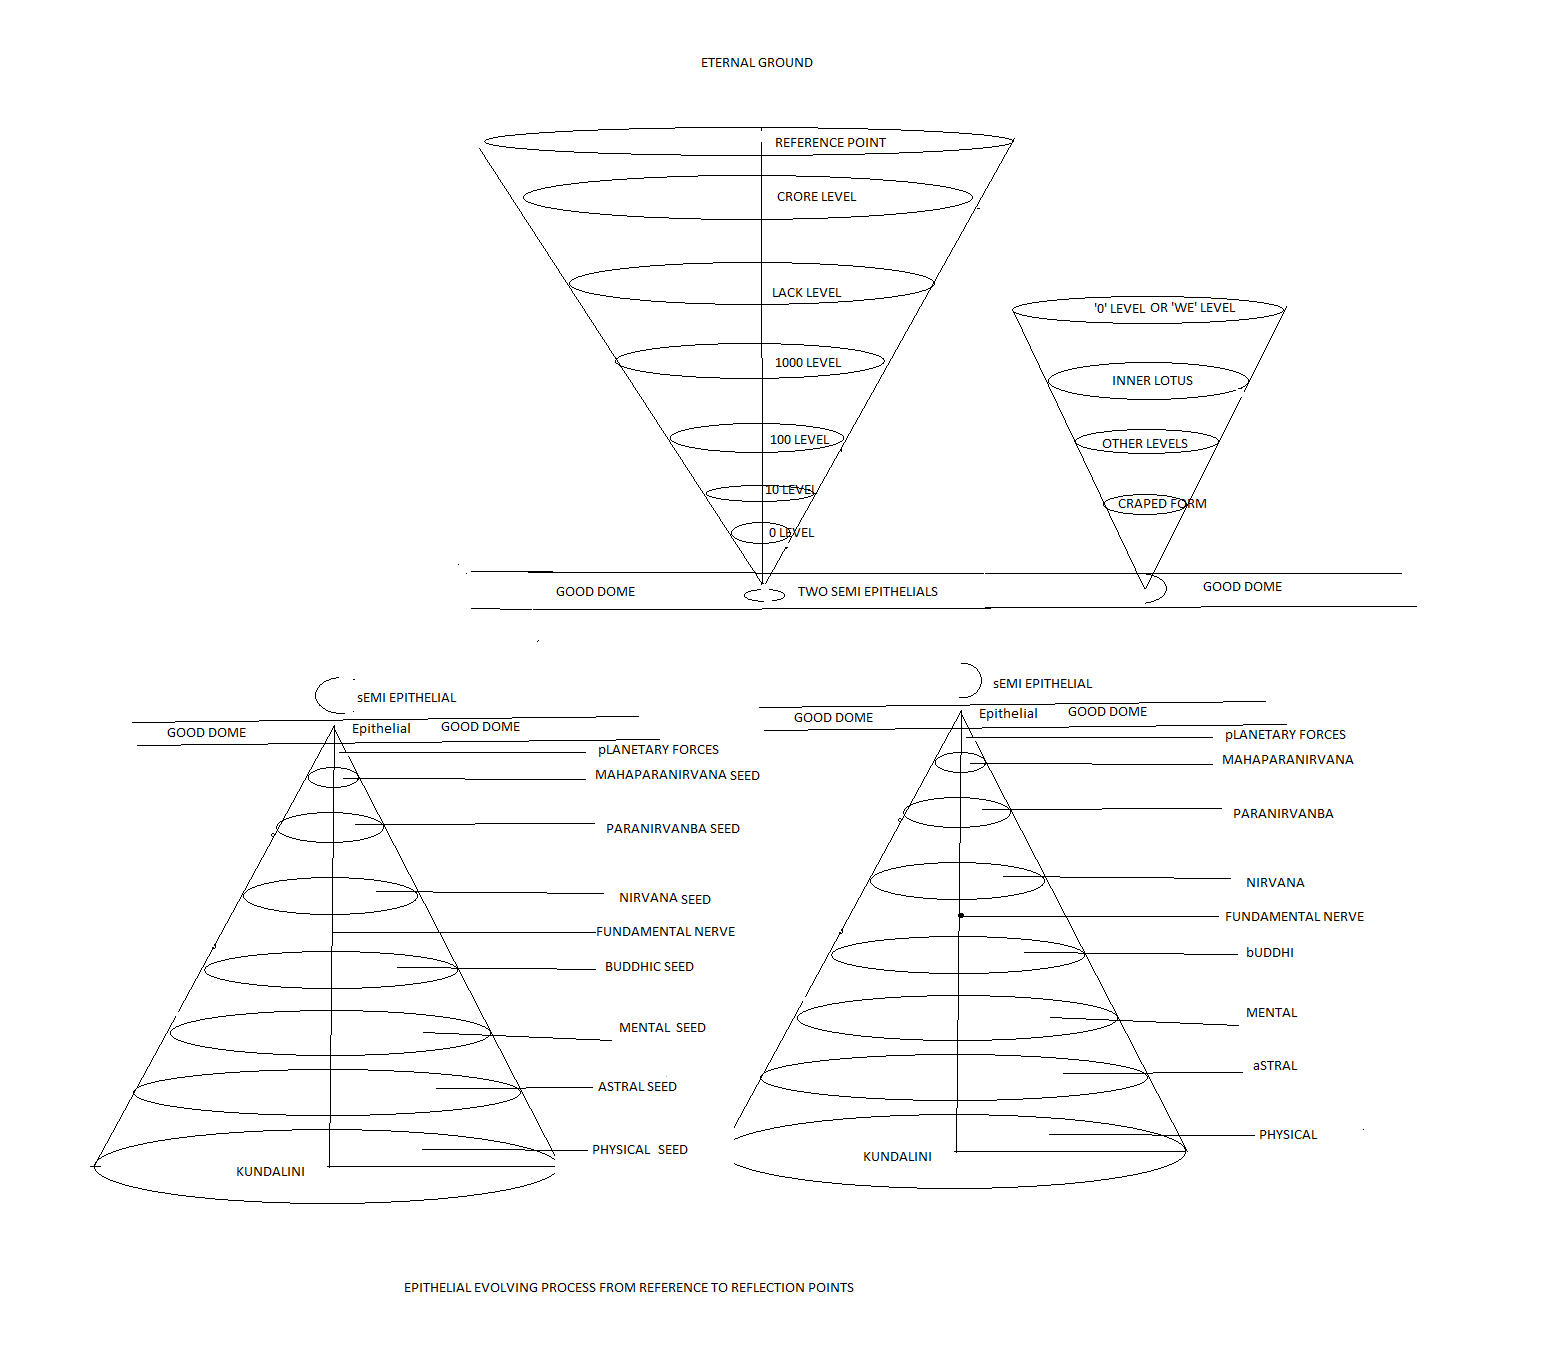 ETERNAL GROUND
REFERENCE POINT
CRORE LEVEL
LACK LEVEL
1000 LEVEL
100 LEVEL
10 LEVEL
0 LEVEL
'0' LEVEL OR 'WE' LEVEL
INNER LOTUS
OTHER LEVELS
CRAPED FORM
GOOD DOME
TWO SEMI EPITHELIALS
GOOD DOME
sEMI EPITHELIAL
GOOD DOME
Epithelial
GOOD DOME
pLANETARY FORCES
MAHAPARANIRVANA SEED
PARANIRVANBA SEED
NIRVANA SEED
FUNDAMENTAL NERVE
BUDDHIC SEED
MENTAL SEED
ASTRAL SEED
PHYSICAL SEED
KUNDALINI
sEMI EPITHELIAL
GOOD DOME
Epithelial
GOOD DOME
pLANETARY FORCES
MAHAPARANIRVANA
PARANIRVANBA
NIRVANA
FUNDAMENTAL NERVE
bUDDHI
MENTAL
aSTRAL
PHYSICAL
KUNDALINI
EPITHELIAL EVOLVING PROCESS FROM REFERENCE TO REFLECTION POINTS